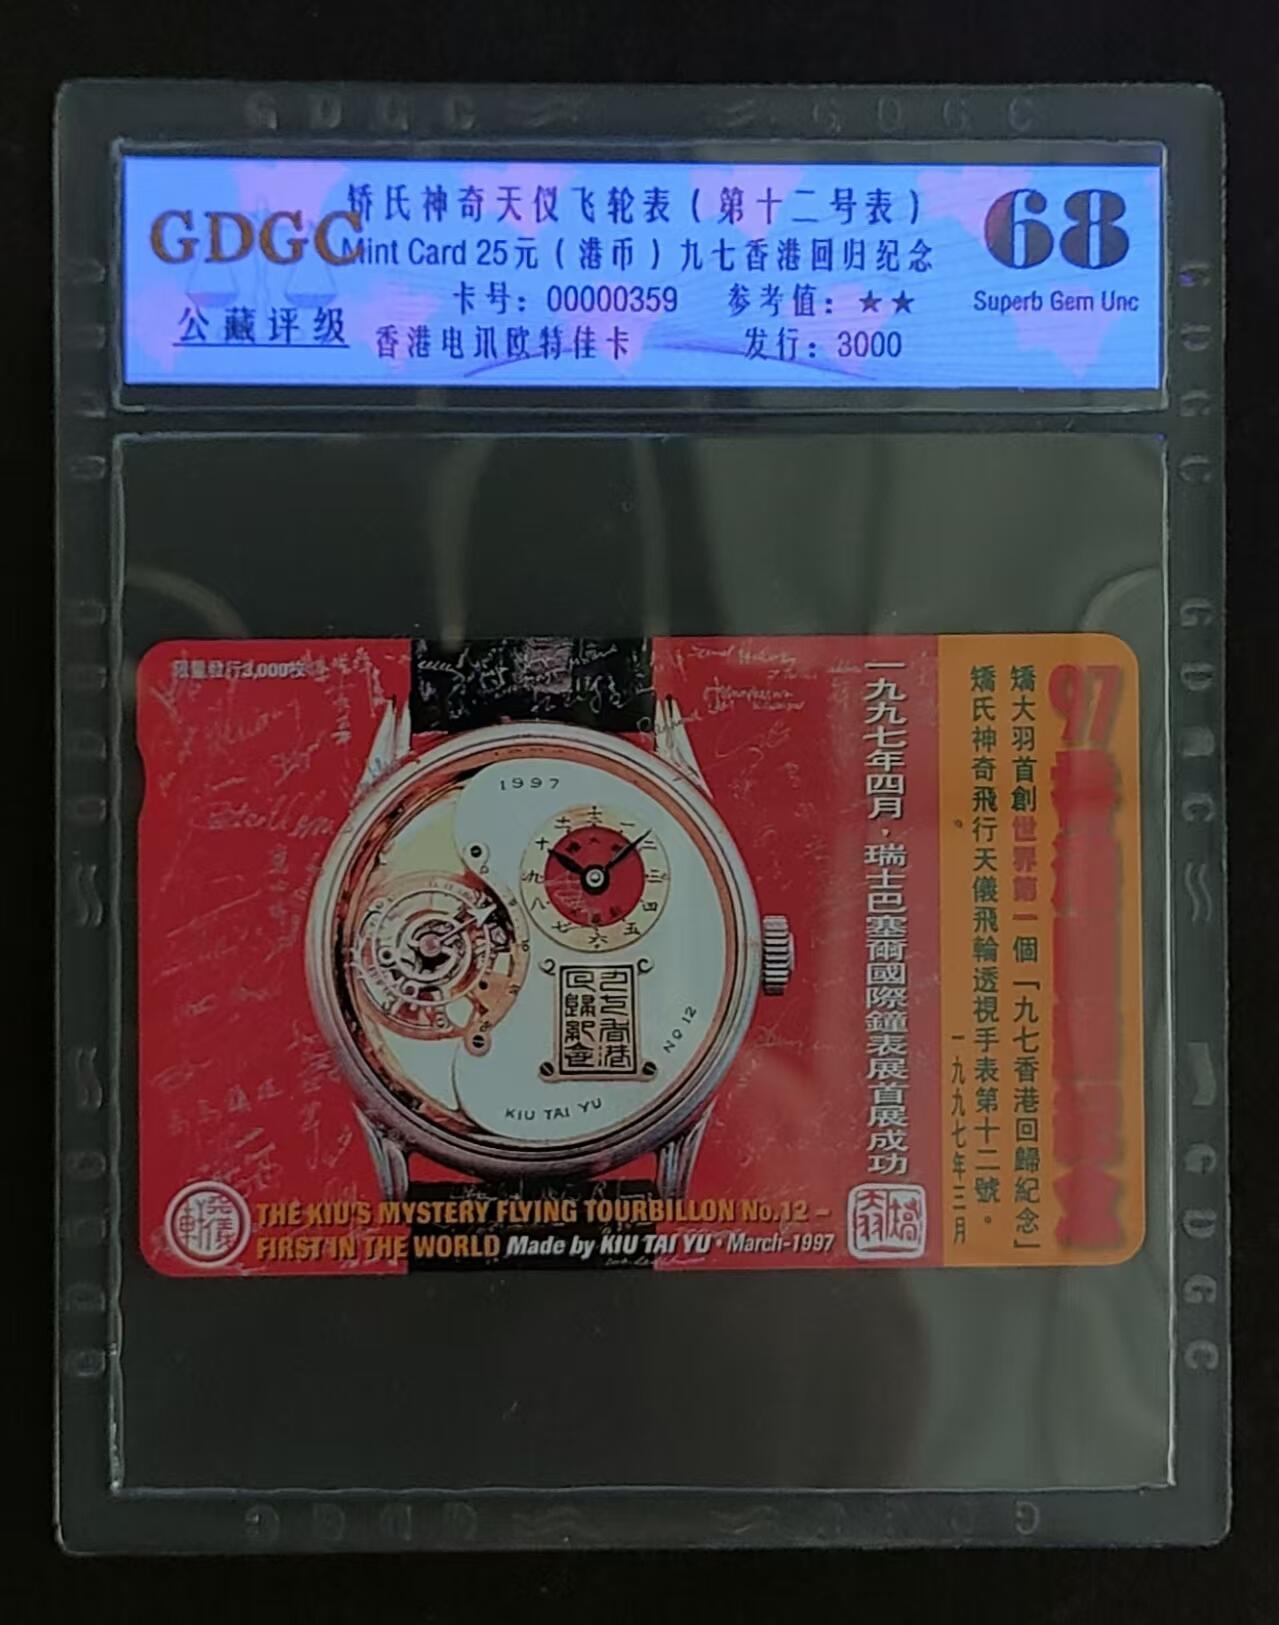 GDGC
公藏评级
矫氏神奇天仪飞轮表（第十二号表）
Mint Card 25元（港币）九七香港回归纪念
卡号：00000359 参考值：★★
香港电讯欧特佳卡 发行：3000
68
Superb Gem Unc
限量發行3,000枚
1997
KIU TAI YU
NO 12
九七香港
回歸紀念
一九九七年四月·瑞士巴塞爾國際鐘表展首展成功
97
矯大羽首創世界第一個「九七香港回歸紀念」
矯氏神奇飛行天儀飛輪透視手表第十二號。
一九九七年三月
THE KIU'S MYSTERY FLYING TOURBILLON No.12 –
FIRST IN THE WORLD Made by KIU TAI YU · March-1997